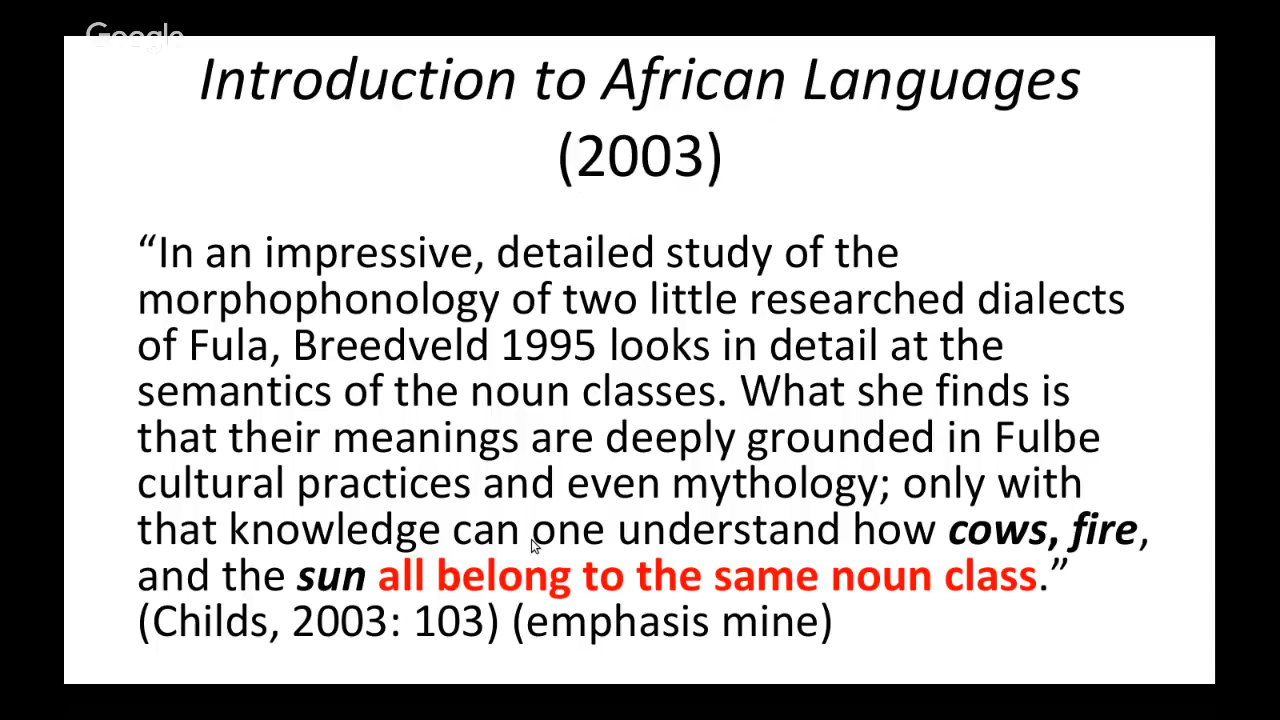 Google
Introduction to African Languages
(2003)
“In an impressive, detailed study of the
morphophonology of two little researched dialects
of Fula, Breedveld 1995 looks in detail at the
semantics of the noun classes. What she finds is
that their meanings are deeply grounded in Fulbe
cultural practices and even mythology; only with
that knowledge can one understand how cows, fire,
and the sun all belong to the same noun class.”
(Childs, 2003: 103) (emphasis mine)